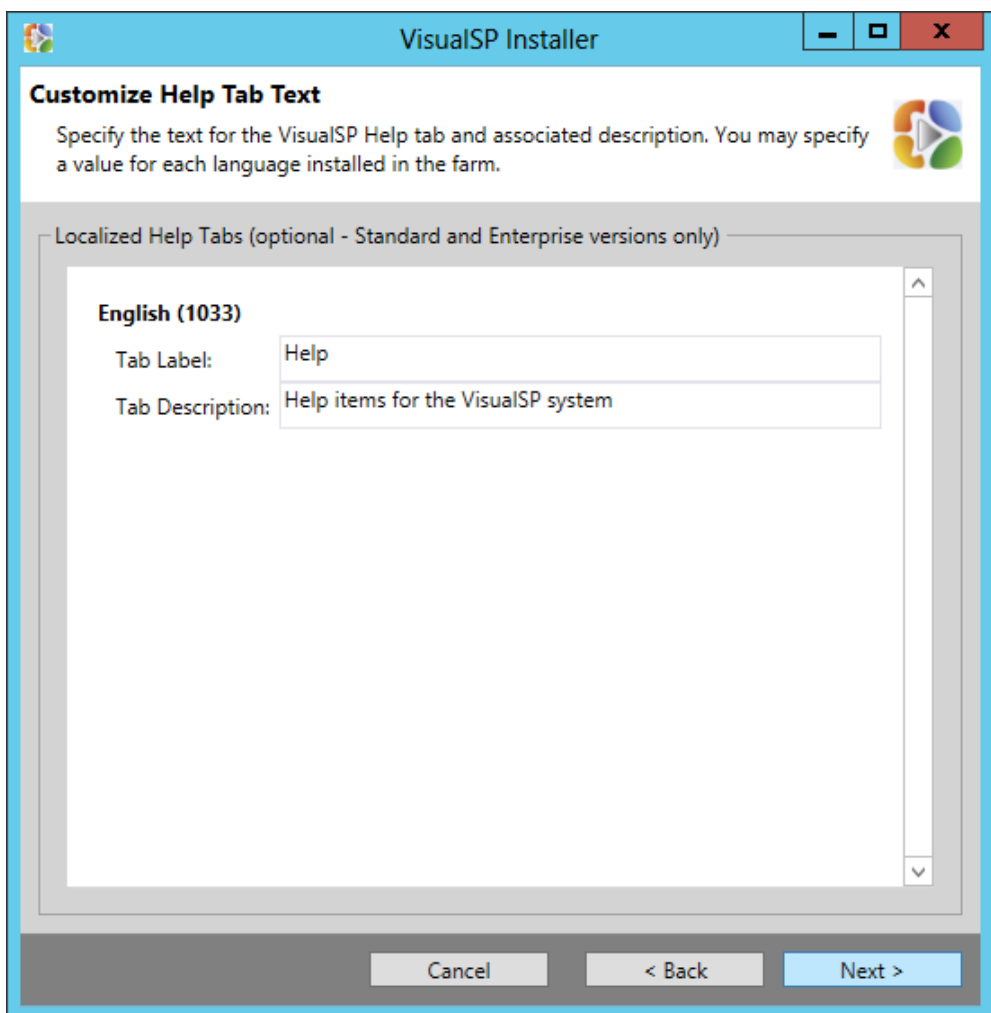 VisualSP Installer
Customize Help Tab Text
Specify the text for the VisualSP Help tab and associated description. You may specify
a value for each language installed in the farm.
Localized Help Tabs (optional - Standard and Enterprise versions only)
English (1033)
Tab Label: Help
Tab Description: Help items for the VisualSP system
Cancel < Back Next >